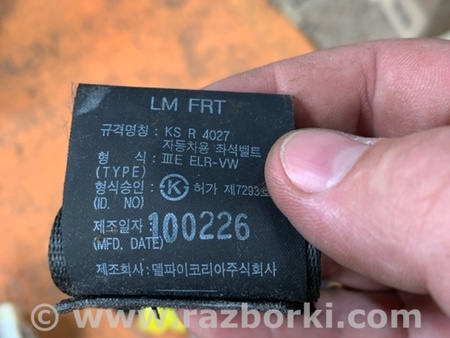 LM FRT
규격명칭 : KS R 4027
자동차용 좌석벨트
형 식 : ⅢE ELR-VW
(TYPE)
형식승인 : Ⓚ 허가 제7293호
(ID. NO)
제조일자 : 100226
(MFD. DATE)
제조회사 : 델파이코리아주식회사
© www.razborki.com